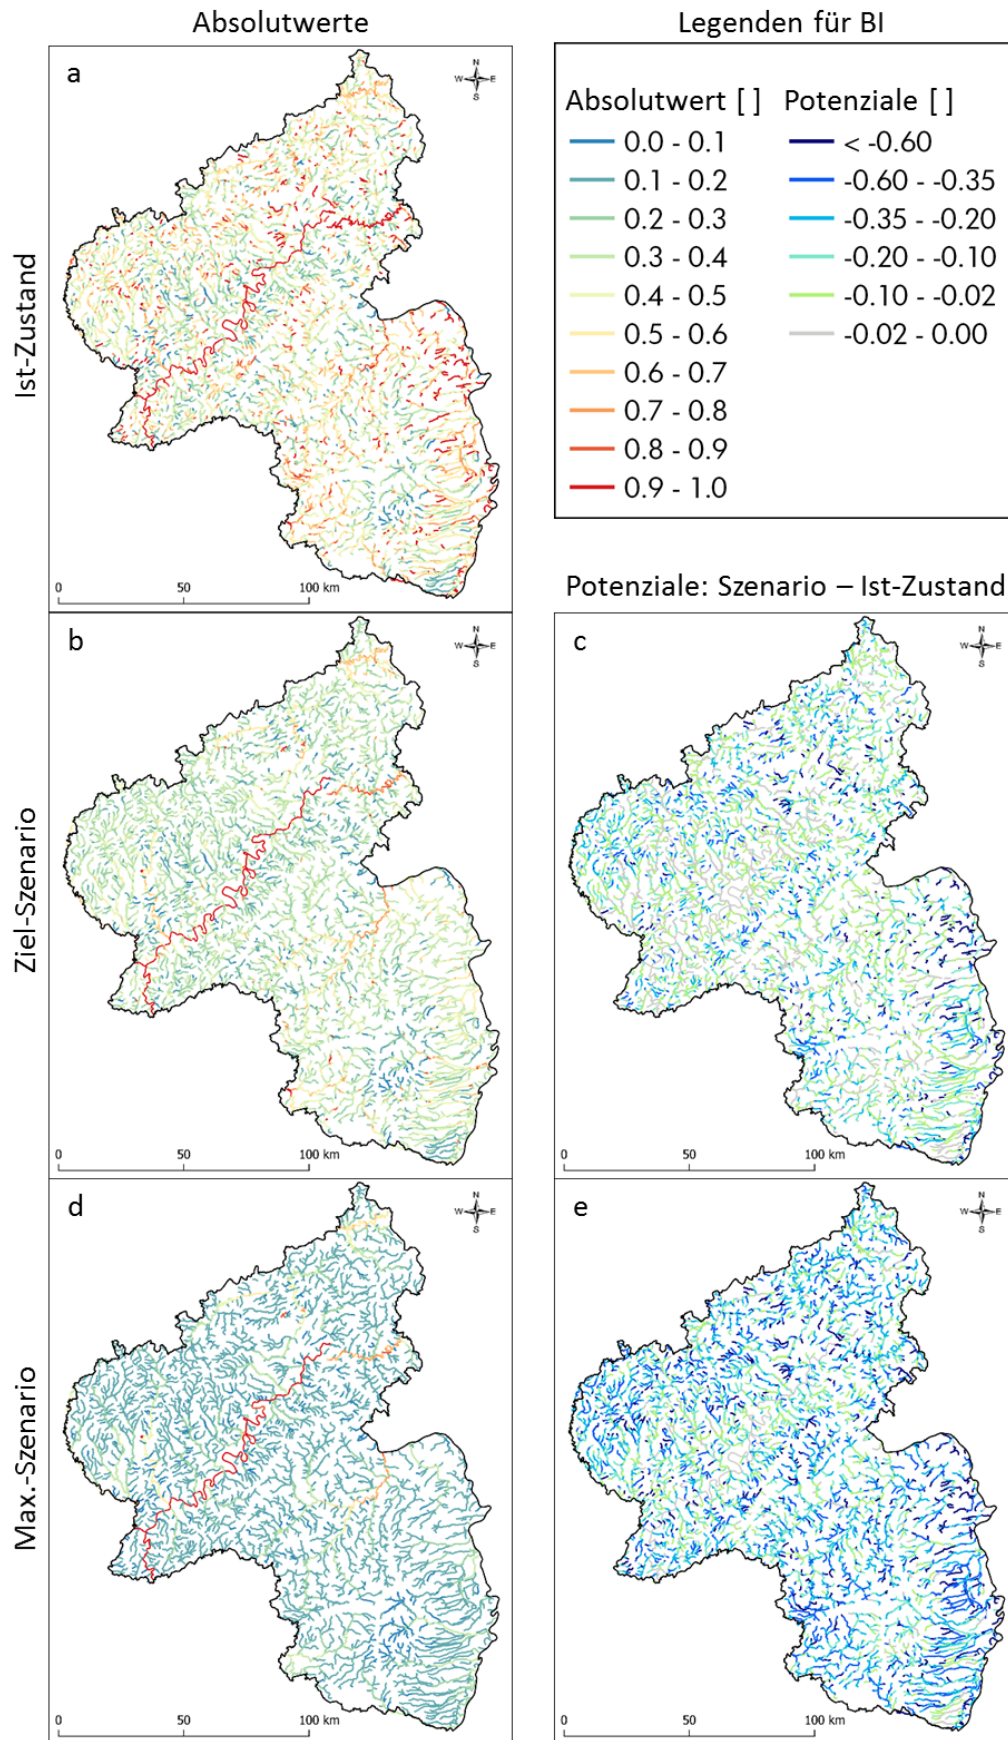 Absolutwerte
Legenden für BI
Ist-Zustand
a
N
W E
S
0 50 100 km
Absolutwert [ ] Potenziale [ ]
0.0 - 0.1 < -0.60
0.1 - 0.2 -0.60 - -0.35
0.2 - 0.3 -0.35 - -0.20
0.3 - 0.4 -0.20 - -0.10
0.4 - 0.5 -0.10 - -0.02
0.5 - 0.6 -0.02 - 0.00
0.6 - 0.7
0.7 - 0.8
0.8 - 0.9
0.9 - 1.0
Potenziale: Szenario – Ist-Zustand
Ziel-Szenario
b
N
W E
S
0 50 100 km
c
N
W E
S
0 50 100 km
Max.-Szenario
d
N
W E
S
0 50 100 km
e
N
W E
S
0 50 100 km